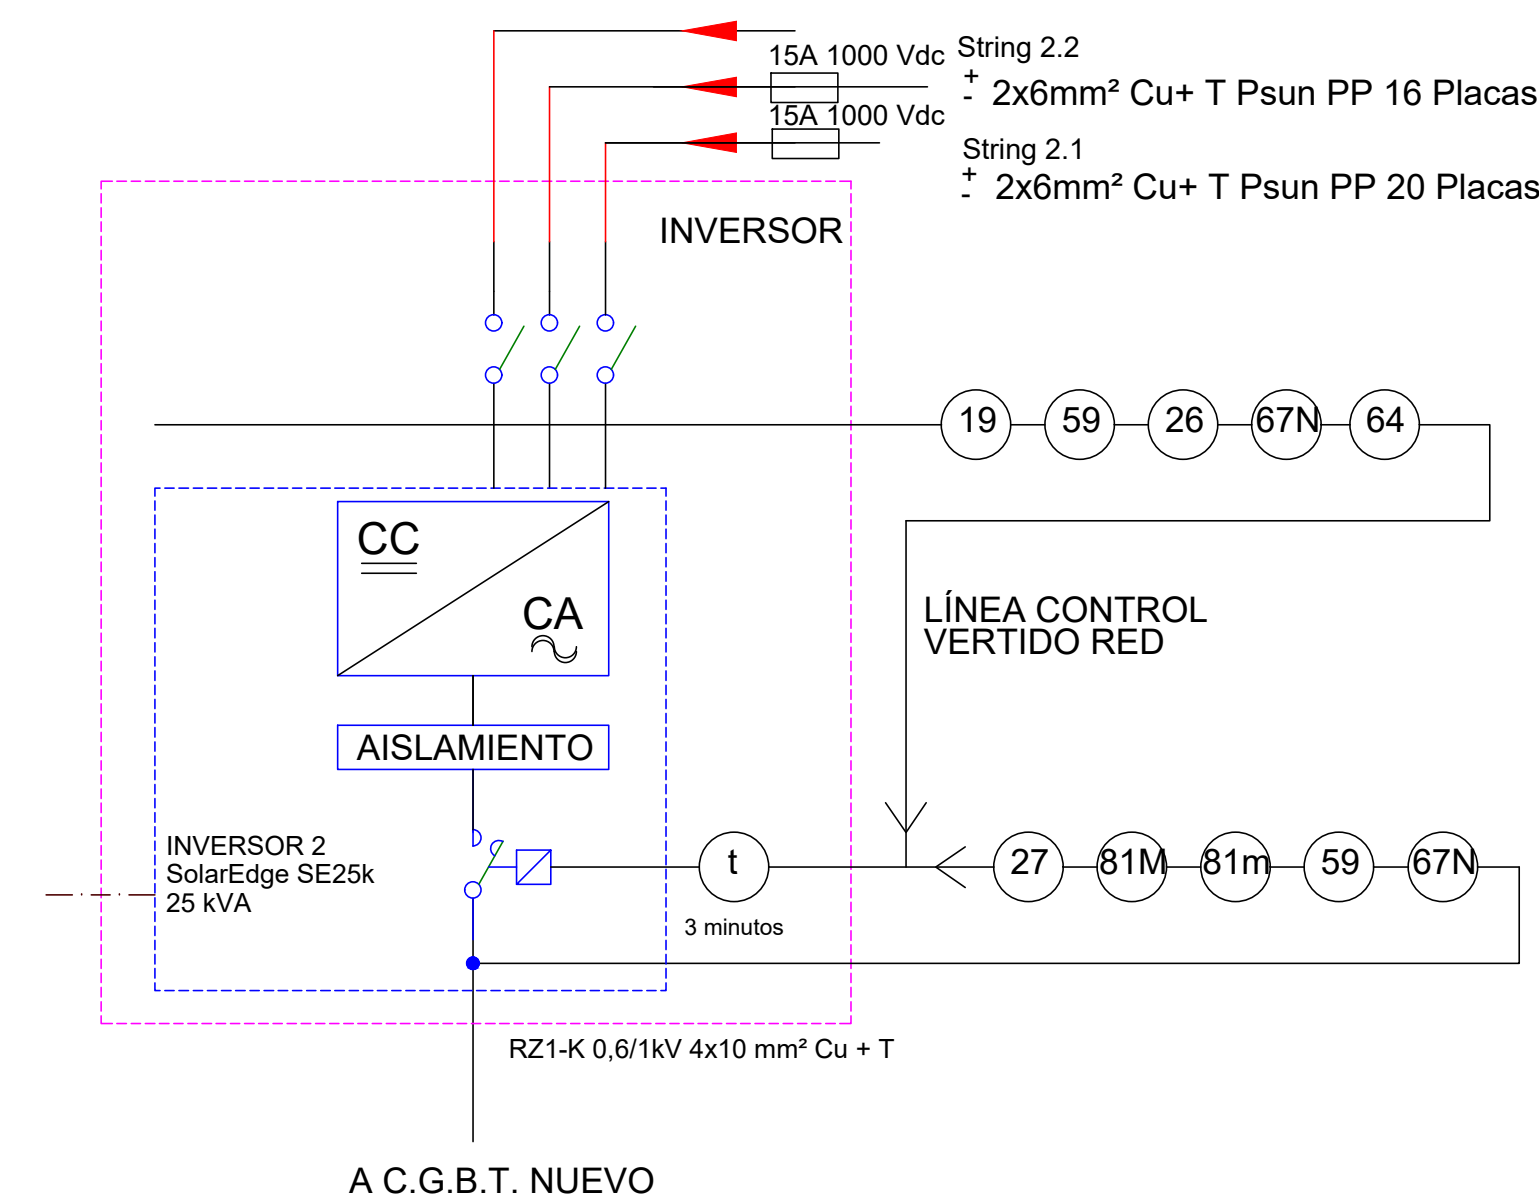 15A 1000 Vdc
String 2.2
+
- 2x6mm² Cu+ T Psun PP 16 Placas
15A 1000 Vdc
String 2.1
+
- 2x6mm² Cu+ T Psun PP 20 Placas
INVERSOR
19 59 26 67N 64
CC
CA
LÍNEA CONTROL
VERTIDO RED
AISLAMIENTO
INVERSOR 2
SolarEdge SE25k
25 kVA
t
27 81M 81m 59 67N
3 minutos
RZ1-K 0,6/1kV 4x10 mm² Cu + T
A C.G.B.T. NUEVO